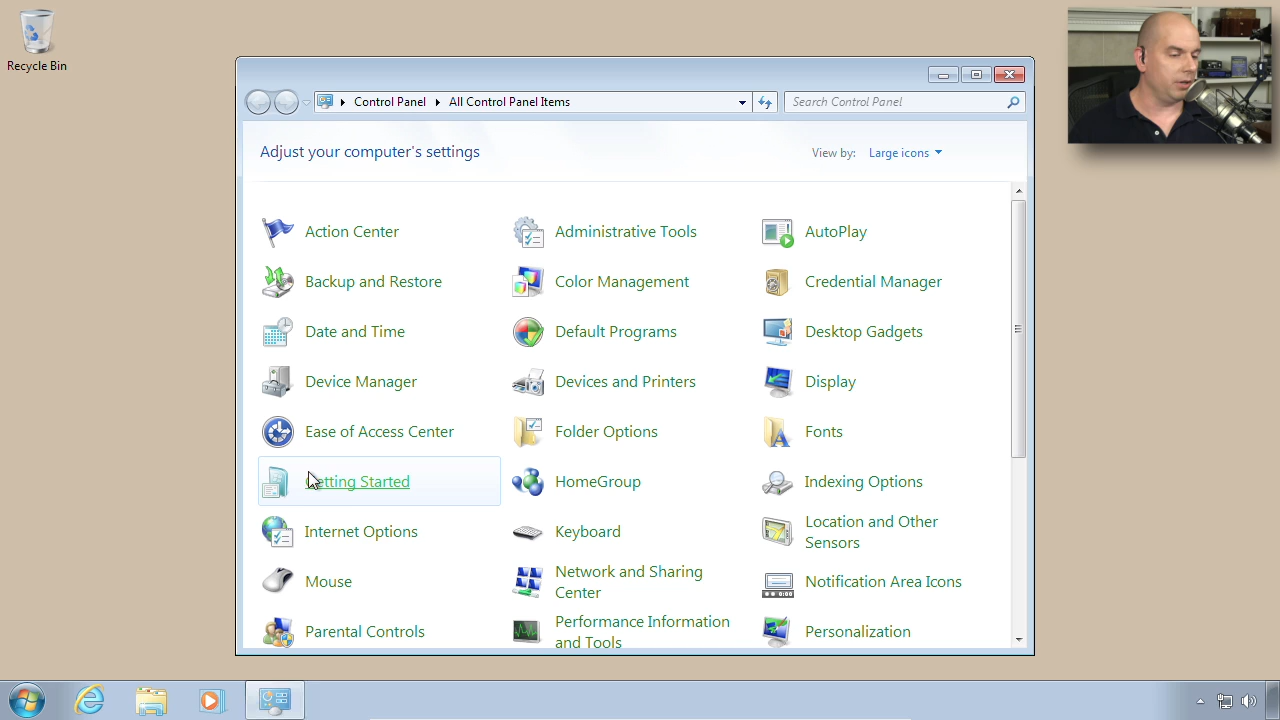 Recycle Bin
Control Panel
All Control Panel Items
Search Control Panel
Adjust your computer's settings
View by:
Large icons
Action Center
Administrative Tools
AutoPlay
Backup and Restore
Color Management
Credential Manager
Date and Time
Default Programs
Desktop Gadgets
Device Manager
Devices and Printers
Display
Ease of Access Center
Folder Options
Fonts
Getting Started
HomeGroup
Indexing Options
Internet Options
Keyboard
Location and Other
Sensors
Mouse
Network and Sharing
Center
Notification Area Icons
Parental Controls
Performance Information
and Tools
Personalization